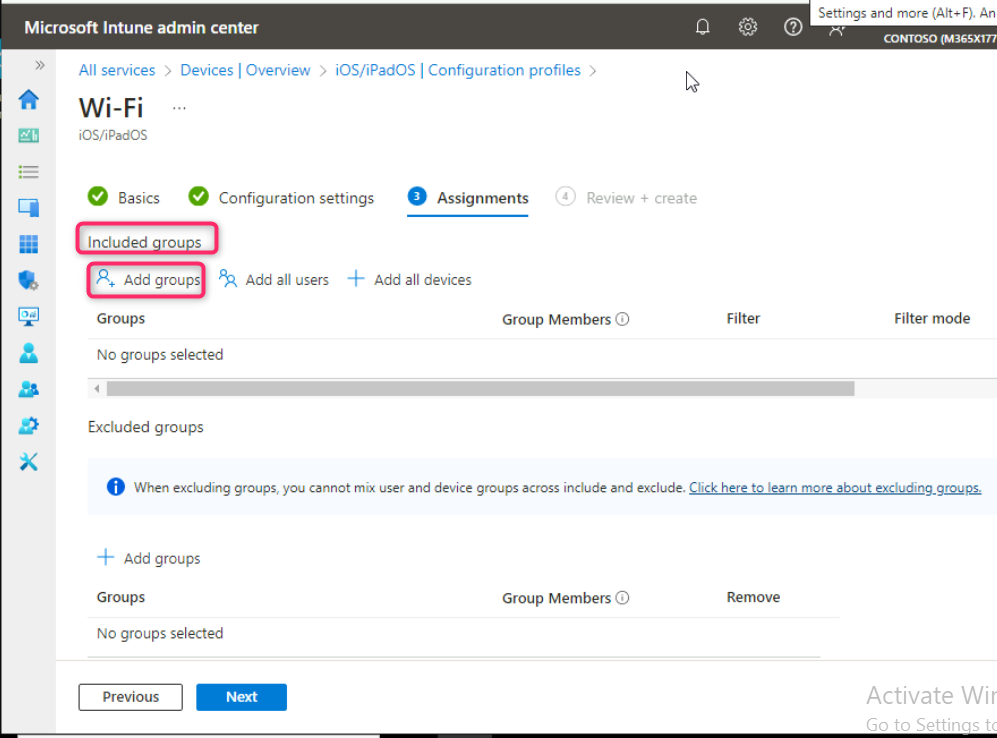 Settings and more (Alt+F). An
Microsoft Intune admin center
CONTOSO (M365X177
All services > Devices | Overview > iOS/iPadOS | Configuration profiles >
Wi-Fi ...
iOS/iPadOS
Basics Configuration settings 3 Assignments 4 Review + create
Included groups
Add groups Add all users Add all devices
Groups Group Members Filter Filter mode
No groups selected
Excluded groups
When excluding groups, you cannot mix user and device groups across include and exclude. Click here to learn more about excluding groups.
Add groups
Groups Group Members Remove
No groups selected
Previous Next
Activate Win
Go to Settings to